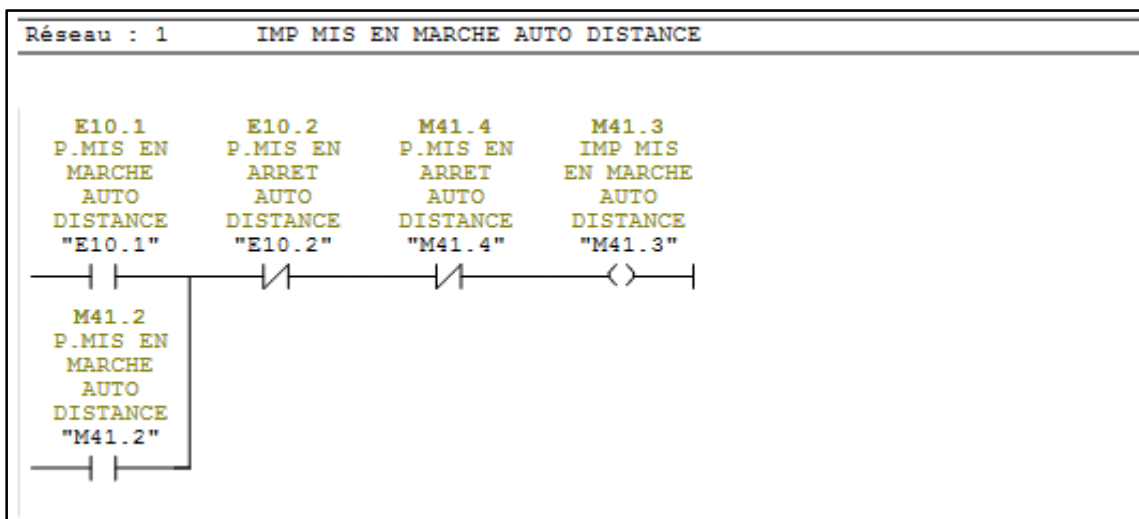 Réseau : 1 IMP MIS EN MARCHE AUTO DISTANCE
E10.1 E10.2 M41.4 M41.3
P.MIS EN P.MIS EN P.MIS EN IMP MIS
MARCHE ARRET ARRET EN MARCHE
AUTO AUTO AUTO AUTO
DISTANCE DISTANCE DISTANCE DISTANCE
"E10.1" "E10.2" "M41.4" "M41.3"
M41.2
P.MIS EN
MARCHE
AUTO
DISTANCE
"M41.2"